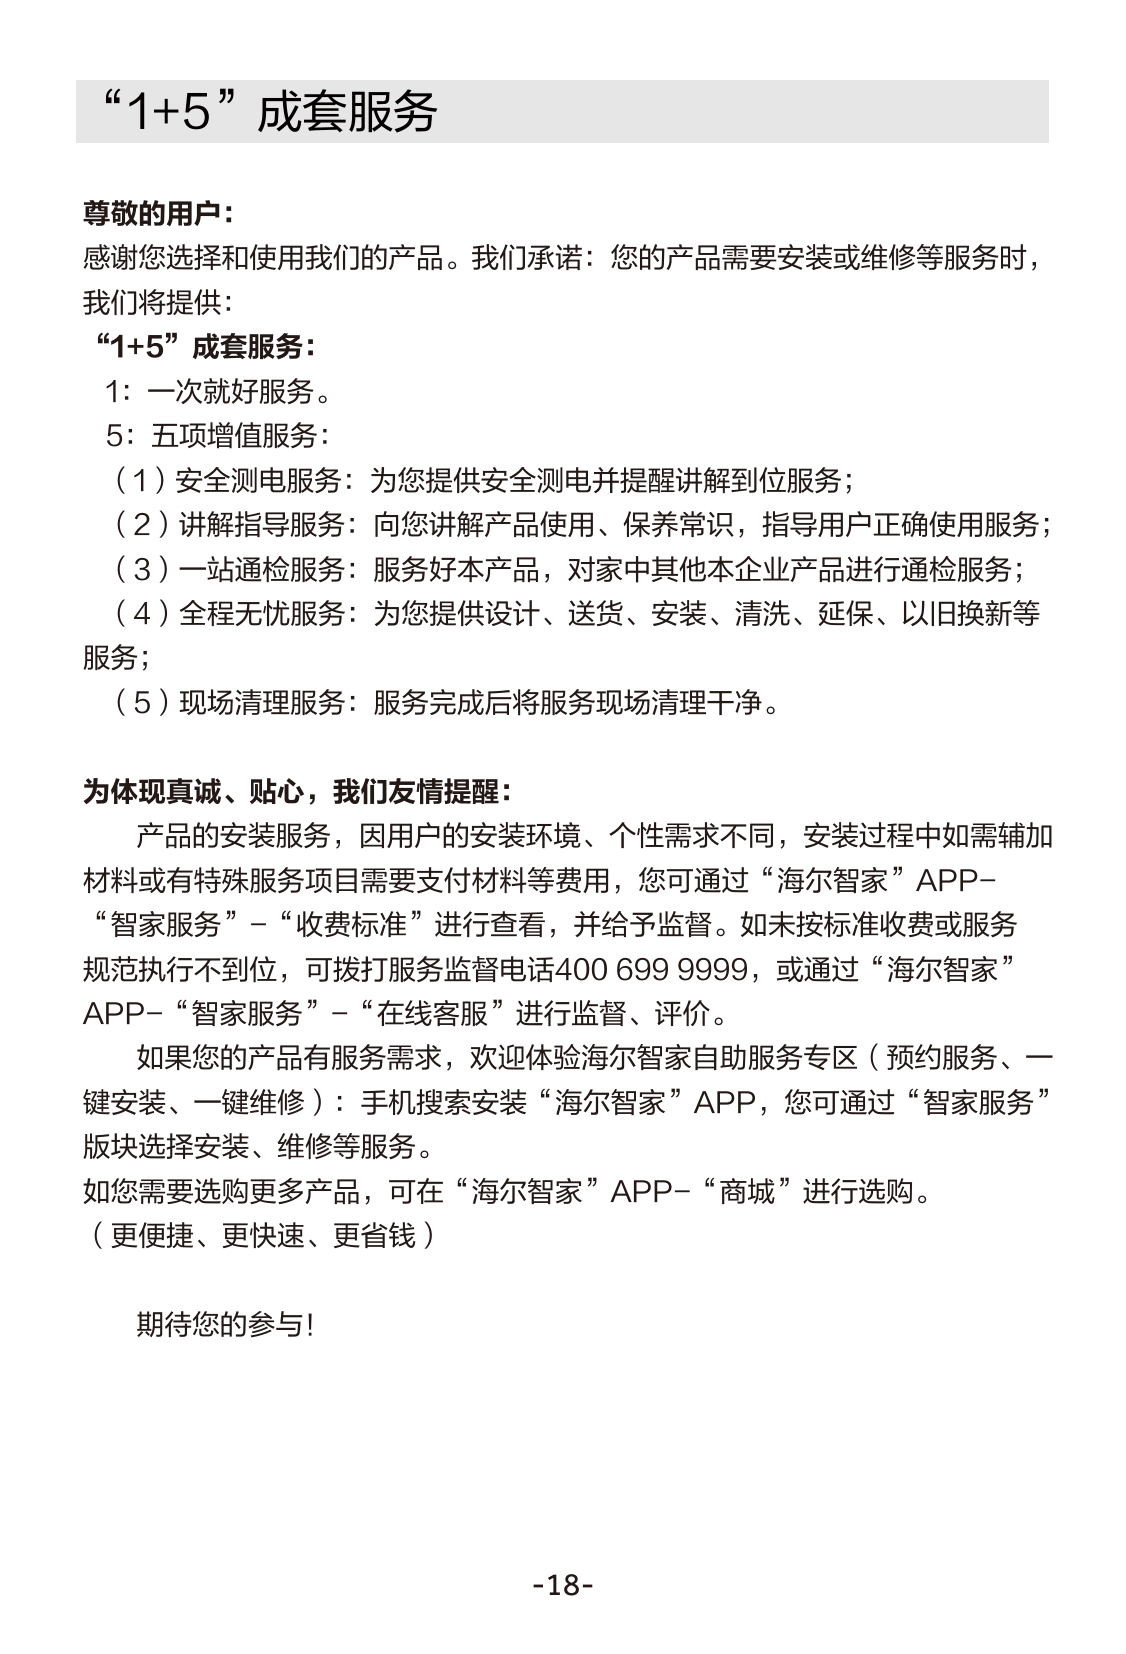 “1+5”成套服务
尊敬的用户：
感谢您选择和使用我们的产品。我们承诺：您的产品需要安装或维修等服务时，
我们将提供：
“1+5”成套服务：
1：一次就好服务。
5：五项增值服务：
（1）安全测电服务：为您提供安全测电并提醒讲解到位服务；
（2）讲解指导服务：向您讲解产品使用、保养常识，指导用户正确使用服务；
（3）一站通检服务：服务好本产品，对家中其他本企业产品进行通检服务；
（4）全程无忧服务：为您提供设计、送货、安装、清洗、延保、以旧换新等
服务；
（5）现场清理服务：服务完成后将服务现场清理干净。
为体现真诚、贴心，我们友情提醒：
产品的安装服务，因用户的安装环境、个性需求不同，安装过程中如需辅加
材料或有特殊服务项目需要支付材料等费用，您可通过“海尔智家”APP–
“智家服务”–“收费标准”进行查看，并给予监督。如未按标准收费或服务
规范执行不到位，可拨打服务监督电话400 699 9999，或通过“海尔智家”
APP–“智家服务”–“在线客服”进行监督、评价。
如果您的产品有服务需求，欢迎体验海尔智家自助服务专区（预约服务、一
键安装、一键维修）：手机搜索安装“海尔智家”APP，您可通过“智家服务”
版块选择安装、维修等服务。
如您需要选购更多产品，可在“海尔智家”APP–“商城”进行选购。
（更便捷、更快速、更省钱）
期待您的参与！
-18-